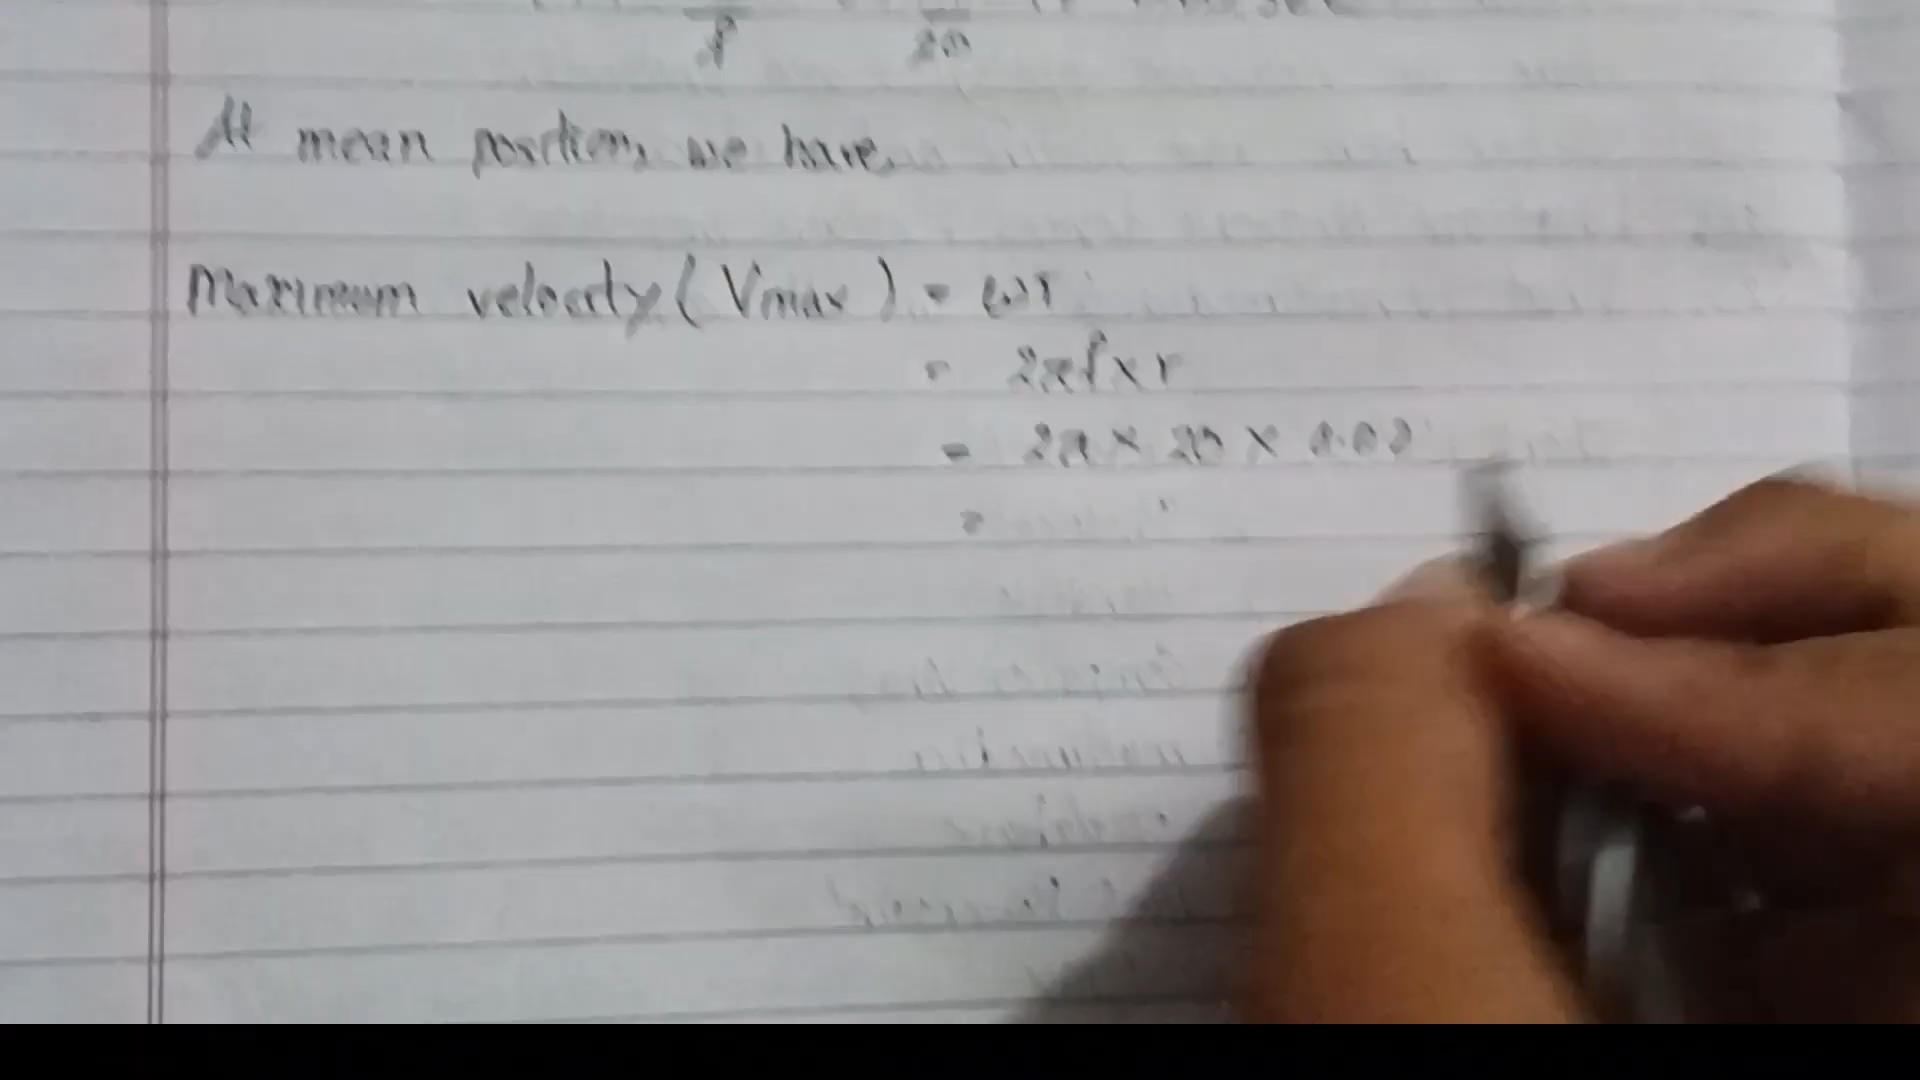 At mean position, we have,
Maximum velocity (Vmax) = ωr
= 2πf x r
= 2π x 20 x 0.02
=